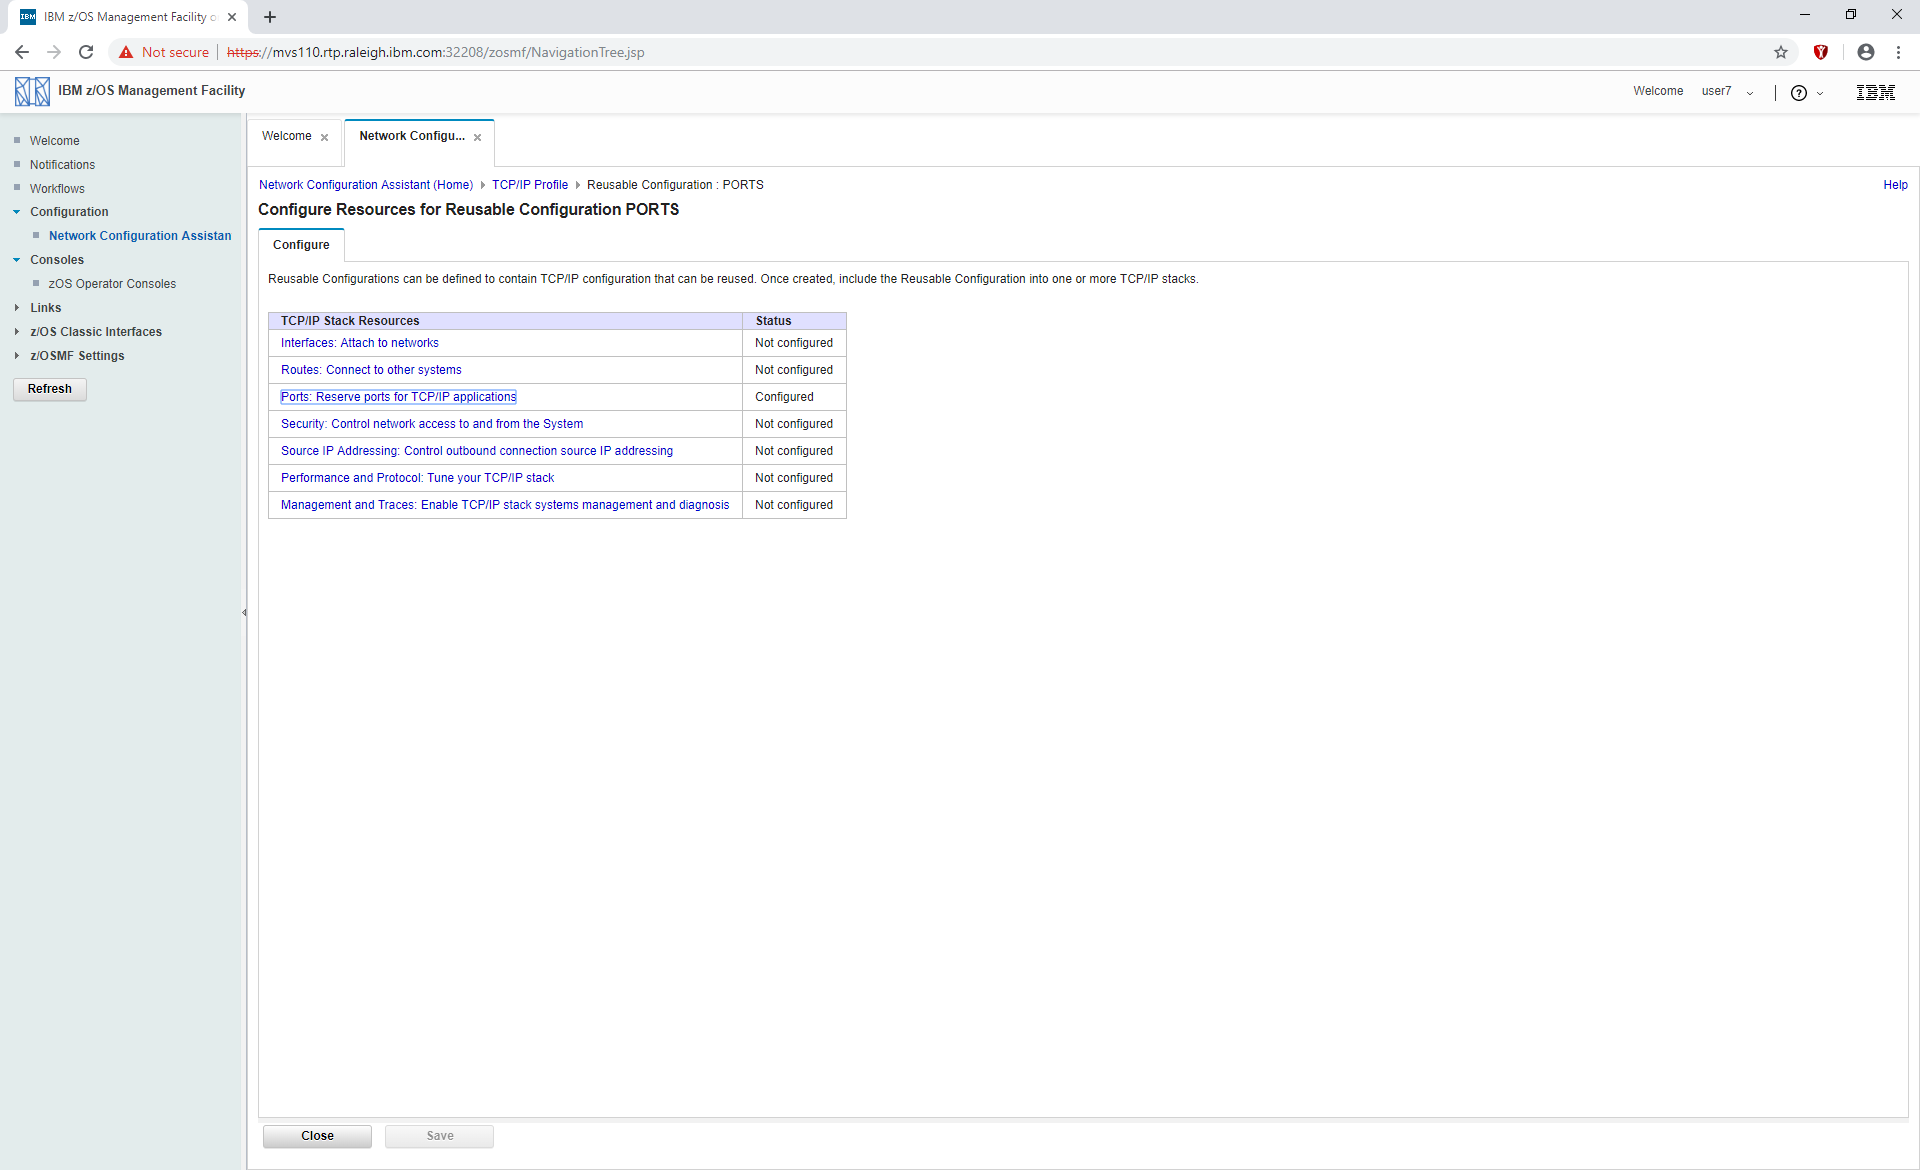 IBM IBM z/OS Management Facility o
Not secure https://mvs110.rtp.raleigh.ibm.com:32208/zosmf/NavigationTree.jsp
IBM z/OS Management Facility
Welcome user7 ? IBM
Welcome
Notifications
Workflows
Configuration
Network Configuration Assistan
Consoles
zOS Operator Consoles
Links
z/OS Classic Interfaces
z/OSMF Settings
Refresh
Welcome Network Configu...
Network Configuration Assistant (Home) TCP/IP Profile Reusable Configuration : PORTS
Help
Configure Resources for Reusable Configuration PORTS
Configure
Reusable Configurations can be defined to contain TCP/IP configuration that can be reused. Once created, include the Reusable Configuration into one or more TCP/IP stacks.
TCP/IP Stack Resources Status
Interfaces: Attach to networks Not configured
Routes: Connect to other systems Not configured
Ports: Reserve ports for TCP/IP applications Configured
Security: Control network access to and from the System Not configured
Source IP Addressing: Control outbound connection source IP addressing Not configured
Performance and Protocol: Tune your TCP/IP stack Not configured
Management and Traces: Enable TCP/IP stack systems management and diagnosis Not configured
Close Save